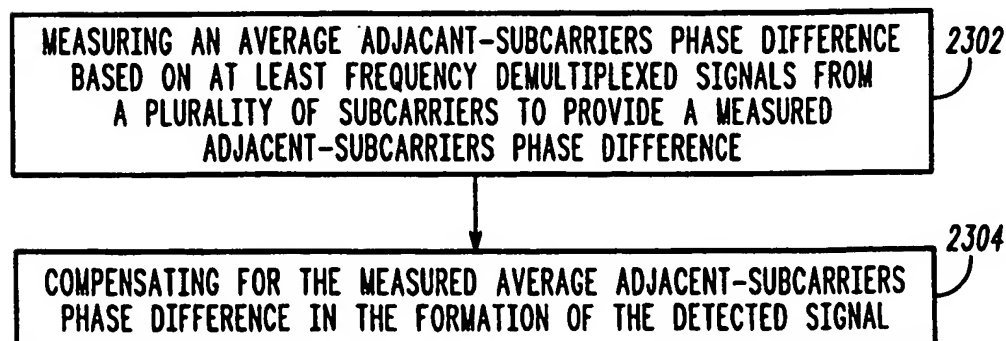 MEASURING AN AVERAGE ADJACANT-SUBCARRIERS PHASE DIFFERENCE
BASED ON AT LEAST FREQUENCY DEMULTIPLEXED SIGNALS FROM
A PLURALITY OF SUBCARRIERS TO PROVIDE A MEASURED
ADJACENT-SUBCARRIERS PHASE DIFFERENCE
2302
COMPENSATING FOR THE MEASURED AVERAGE ADJACENT-SUBCARRIERS
PHASE DIFFERENCE IN THE FORMATION OF THE DETECTED SIGNAL
2304